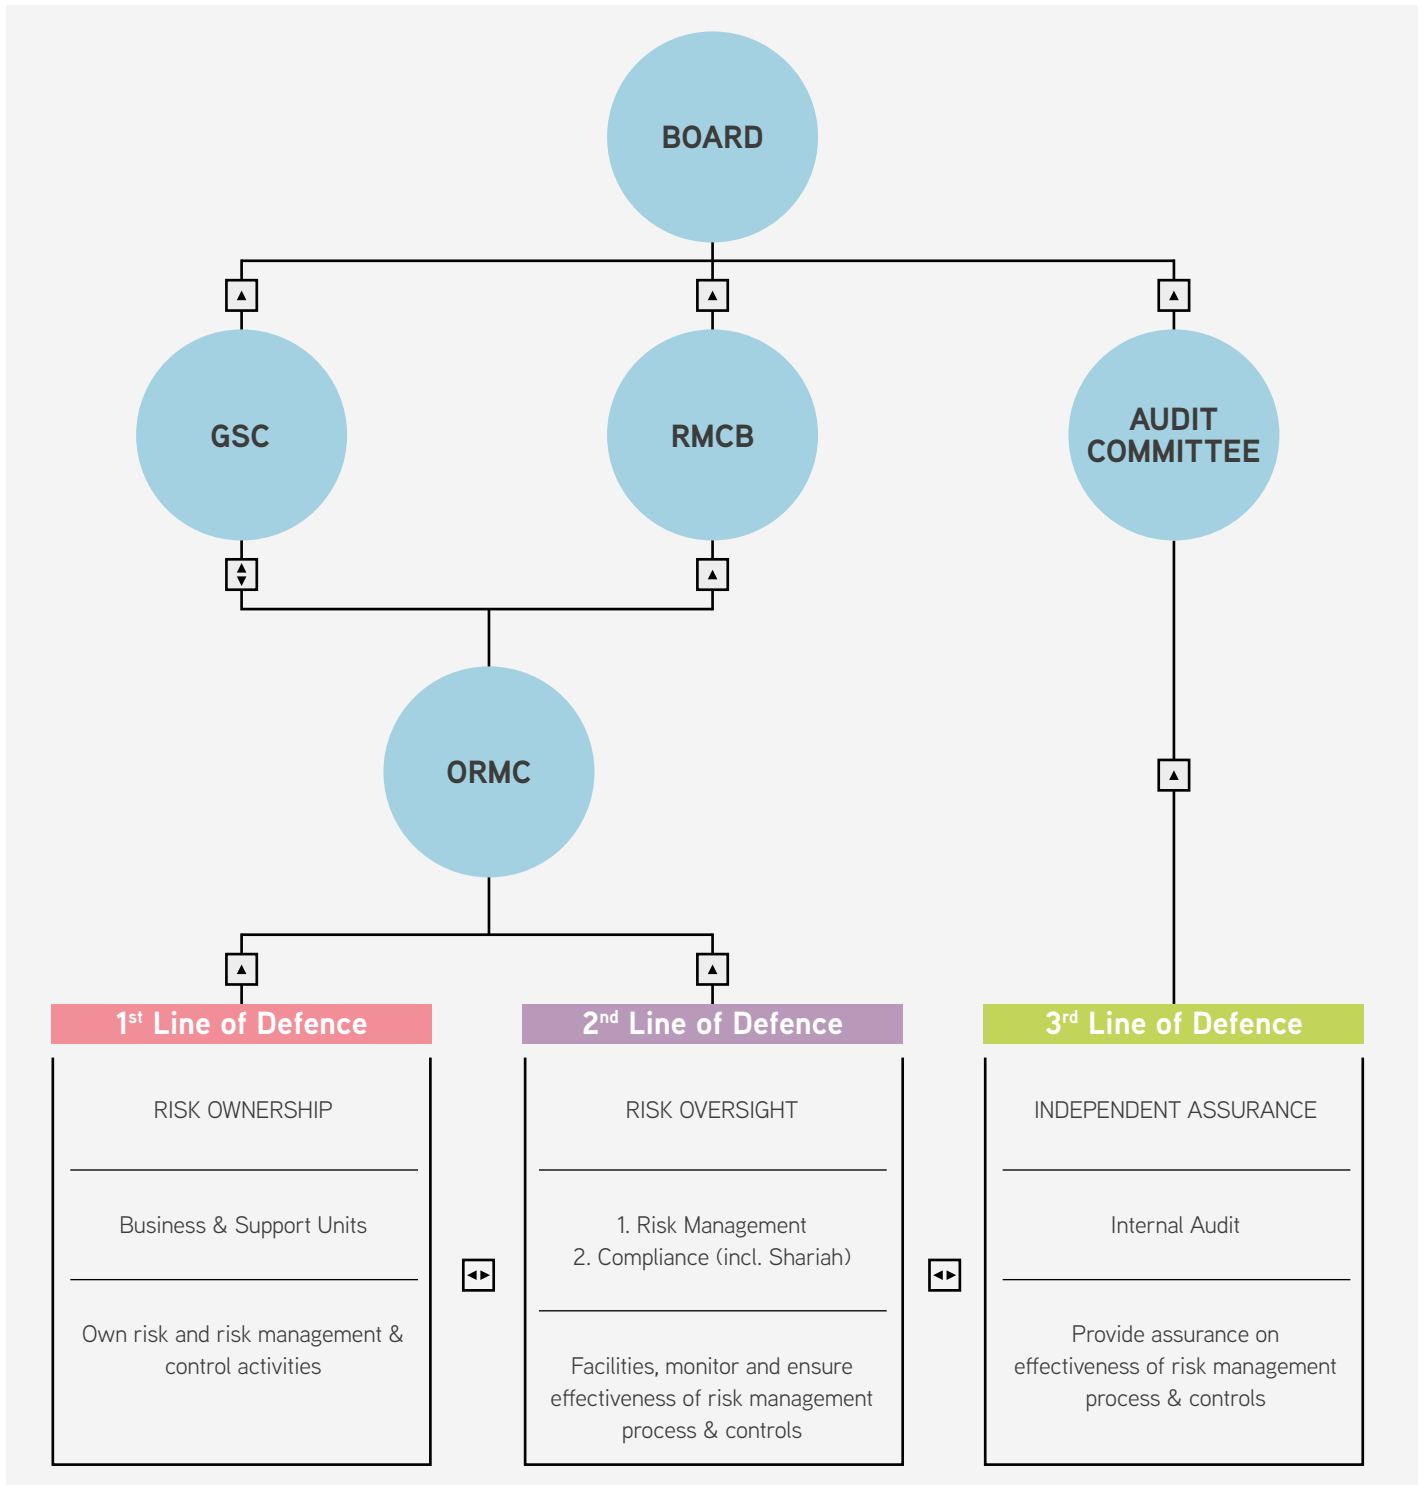 BOARD
GSC
RMCB
AUDIT
COMMITTEE
ORMC
1st Line of Defence
RISK OWNERSHIP
Business & Support Units
Own risk and risk management &
control activities
2nd Line of Defence
RISK OVERSIGHT
1. Risk Management
2. Compliance (incl. Shariah)
Facilities, monitor and ensure
effectiveness of risk management
process & controls
3rd Line of Defence
INDEPENDENT ASSURANCE
Internal Audit
Provide assurance on
effectiveness of risk management
process & controls